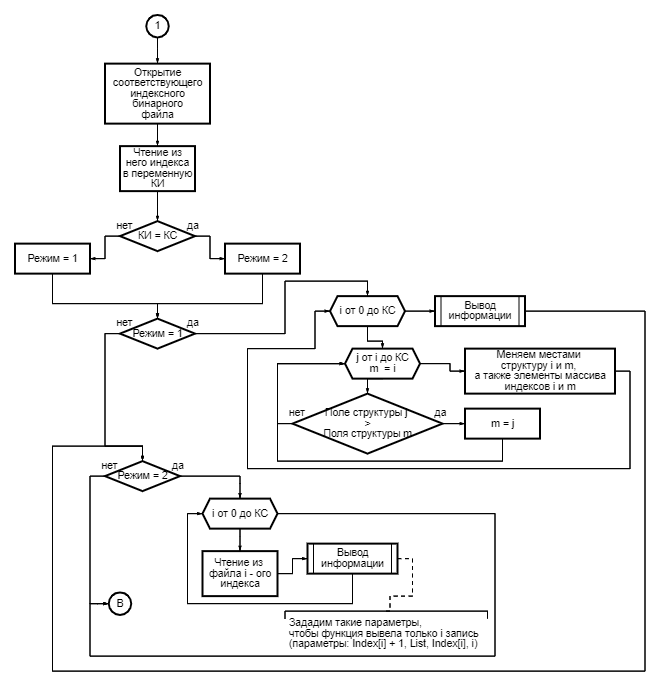 1
Открытие
соответствующего
индексного
бинарного
файла
Чтение из
него индекса
в переменную
КИ
нет
КИ = КС
да
Режим = 1
Режим = 2
нет
Режим = 1
да
i от 0 до КС
Вывод
информации
j от i до КС
m = i
Меняем местами
структуру i и m,
а также элементы массива
индексов i и m
нет
Поле структуры j
>
Поля структуры m
да
m = j
нет
Режим = 2
да
i от 0 до КС
Чтение из
файла i - ого
индекса
Вывод
информации
В
Зададим такие параметры,
чтобы функция вывела только i запись
(параметры: Index[i] + 1, List, Index[i], i)